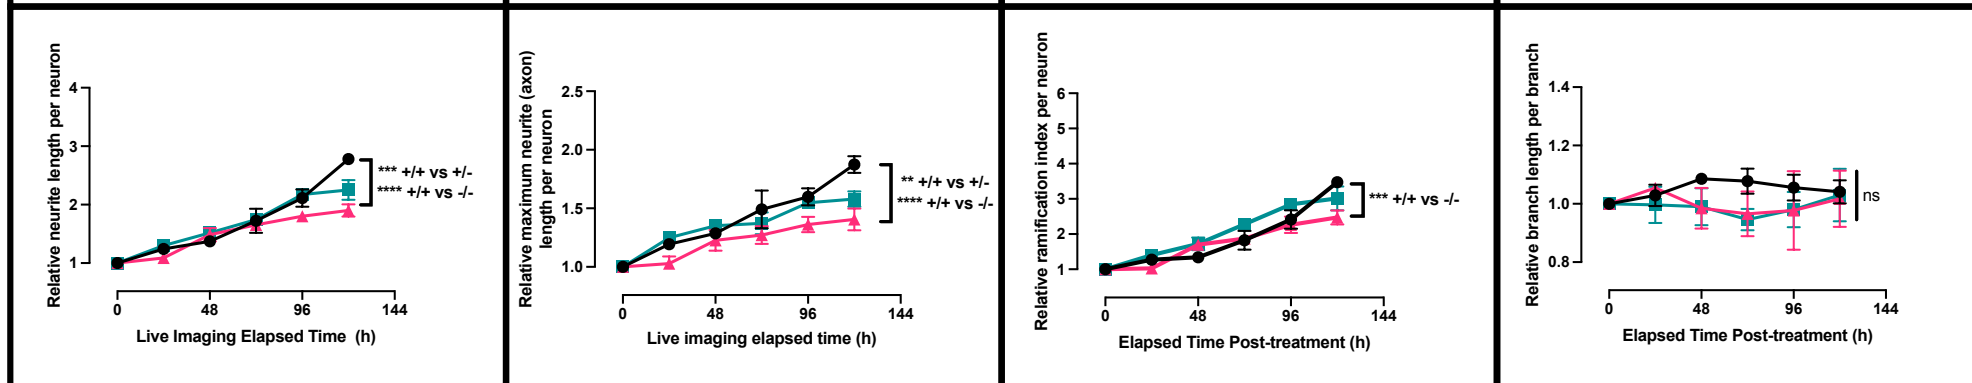 Relative neurite length per neuron
4
3
2
1
0
48
96
144
Live Imaging Elapsed Time (h)
*** +/+ vs +/-
**** +/+ vs -/-
Relative maximum neurite (axon)
length per neuron
2.5
2.0
1.5
1.0
0
48
96
144
Live imaging elapsed time (h)
** +/+ vs +/-
**** +/+ vs -/-
Relative ramification index per neuron
6
5
4
3
2
1
0
48
96
144
Elapsed Time Post-treatment (h)
*** +/+ vs -/-
Relative branch length per branch
1.4
1.2
1.0
0.8
0
48
96
144
Elapsed Time Post-treatment (h)
ns